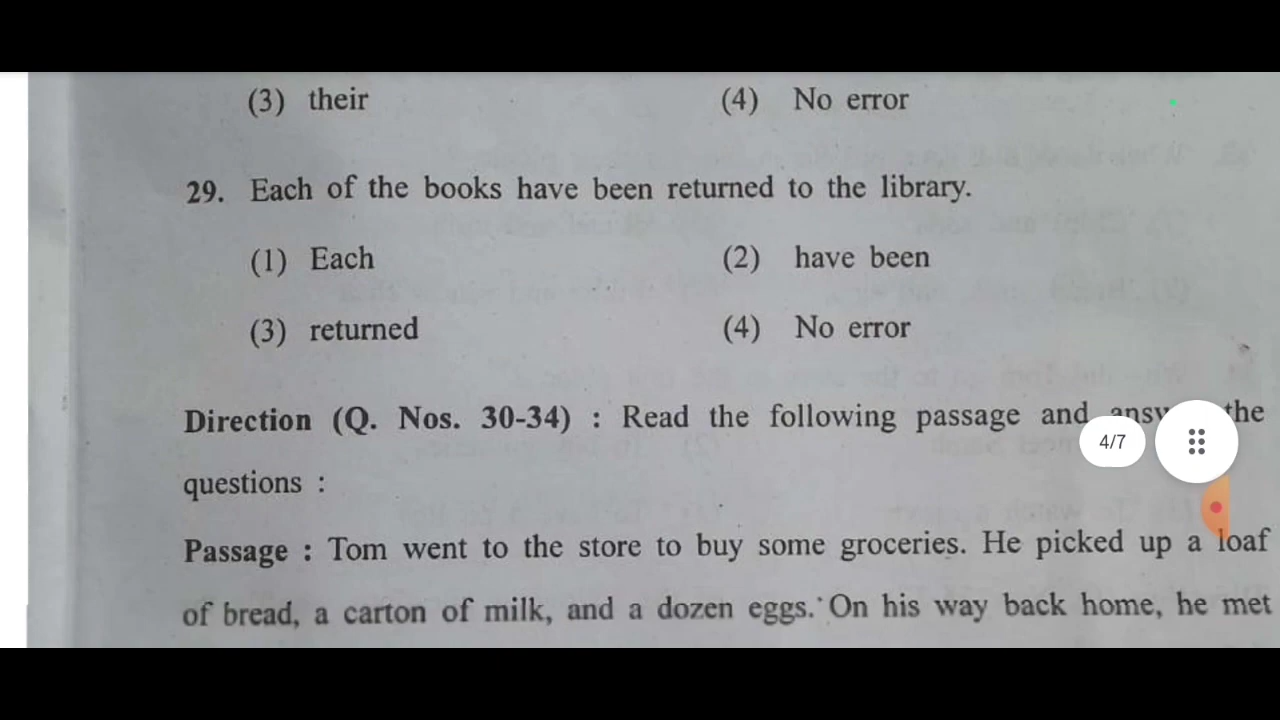 (3) their (4) No error
29. Each of the books have been returned to the library.
(1) Each (2) have been
(3) returned (4) No error
Direction (Q. Nos. 30-34) : Read the following passage and the
4/7
questions :
Passage : Tom went to the store to buy some groceries. He picked up a loaf
of bread, a carton of milk, and a dozen eggs. On his way back home, he met